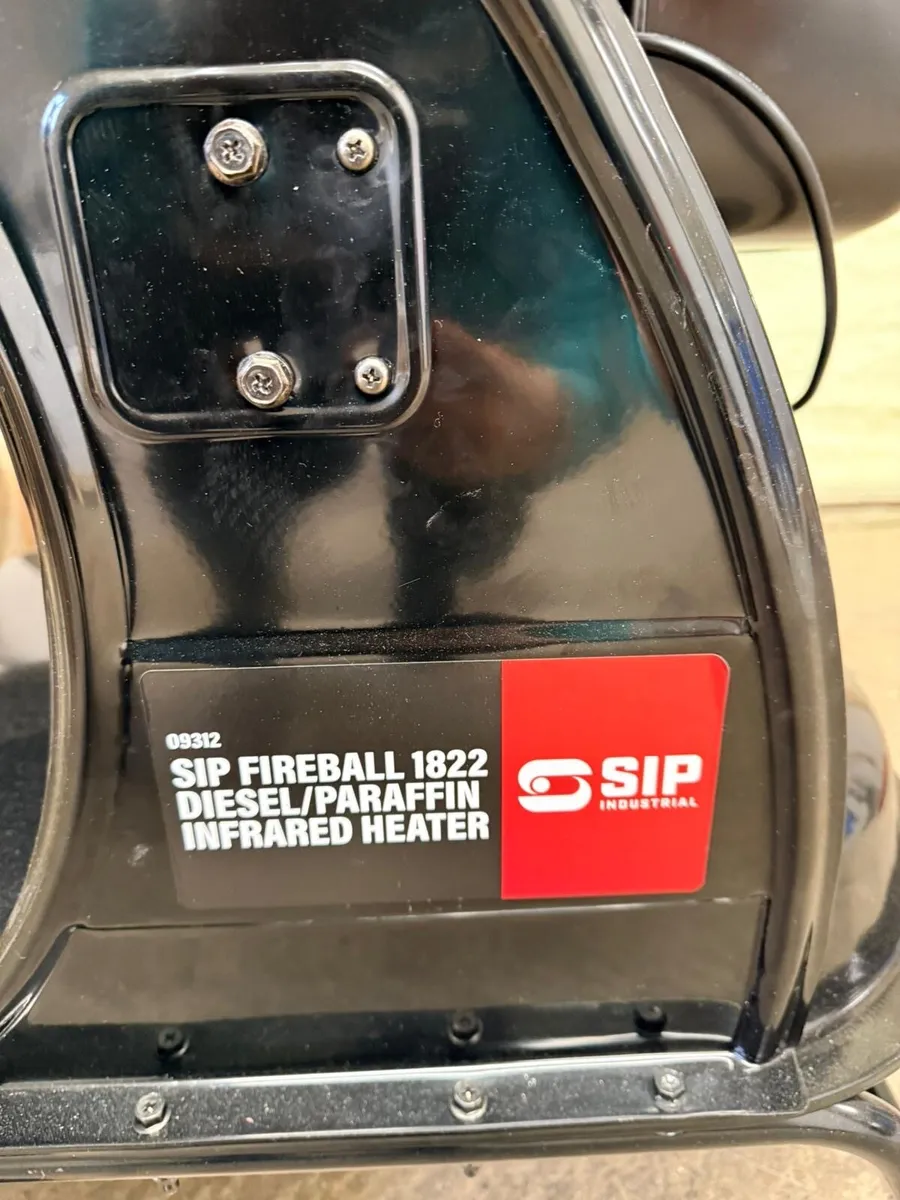 09312
SIP FIREBALL 1822
DIESEL/PARAFFIN
INFRARED HEATER
SIP
INDUSTRIAL